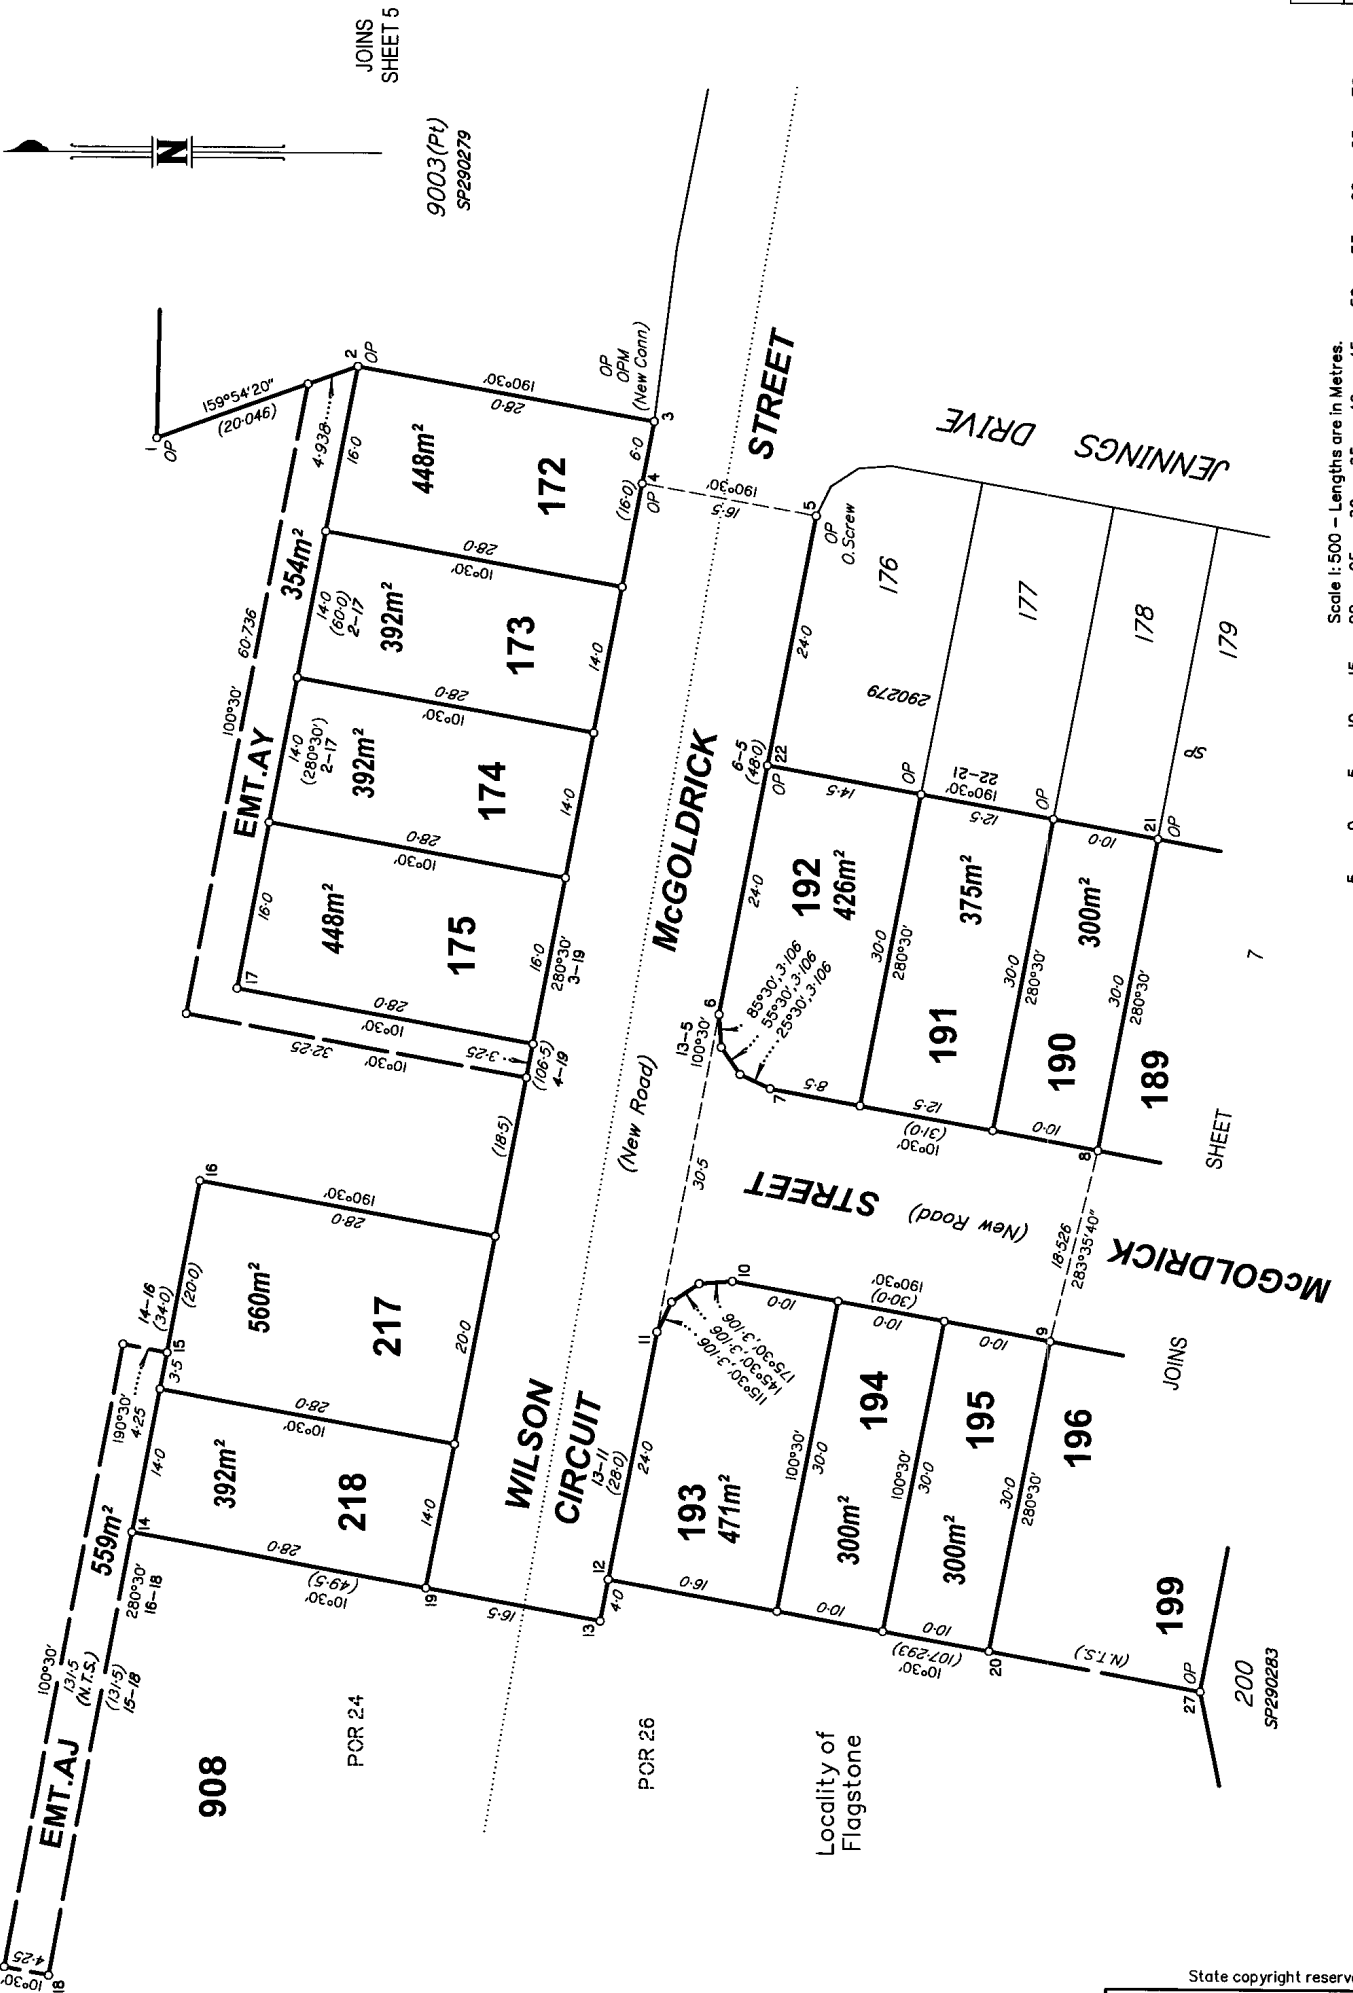 JOINS
SHEET 5
N
9003(Pt)
SP290279
1
OP
159°54'20"
(20·046)
2
OP
4·938
16·0
448m²
172
190°30'
28·0
OP
OPM
(New Conn)
3
6·0
4
(16·0)
OP
190°30'
16·5
5
OP
O.Screw
EMT.AY
354m²
100°30'
60·736
28·0
10°30'
14·0
(60·0)
2-17
392m²
173
14·0
28·0
10°30'
14·0
(280°30')
2-17
392m²
174
14·0
28·0
10°30'
16·0
448m²
175
16·0
280°30'
3-19
17
28·0
10°30'
32·25
10°30'
3·25
(106·5)
4-19
(18·5)
16
190°30'
28·0
14-16
(34·0)
(20·0)
560m²
217
20·0
15
3·5
190°30'
4·25
28·0
10°30'
14·0
392m²
218
14·0
14
28·0
10°30'
(49·5)
19
16·5
13
559m²
280°30'
16-18
100°30'
131·5
(N.T.S.)
(131·5)
15-18
EMT.AJ
4·25
10°30'
18
908
POR 24
POR 26
Locality of
Flagstone
WILSON
CIRCUIT
McGOLDRICK
STREET
(New Road)
JENNINGS DRIVE
176
177
178
179
SP
290279
24·0
6-5
(48·0)
22
OP
14·5
OP
190°30'
22-21
12·5
OP
10·0
21
OP
24·0
192
426m²
30·0
280°30'
191
375m²
30·0
280°30'
190
300m²
30·0
280°30'
189
6
85°30',3·106
55°30',3·106
25°30',3·106
7
8·5
12·5
10°30'
(31·0)
10·0
8
13-5
100°30'
30·5
McGOLDRICK STREET
(New Road)
18·526
283°35'40"
SHEET
7
JOINS
11
115°30',3·106
145°30',3·106
175°30',3·106
10
10·0
190°30'
(30·0)
10·0
10·0
9
13-11
(28·0)
24·0
12
4·0
193
471m²
16·0
100°30'
30·0
194
300m²
10·0
100°30'
30·0
195
300m²
10·0
10°30'
(107·293)
30·0
280°30'
196
20
(N.T.S.)
199
27
OP
200
SP290283
Scale 1:500 – Lengths are in Metres.
State copyright reserve